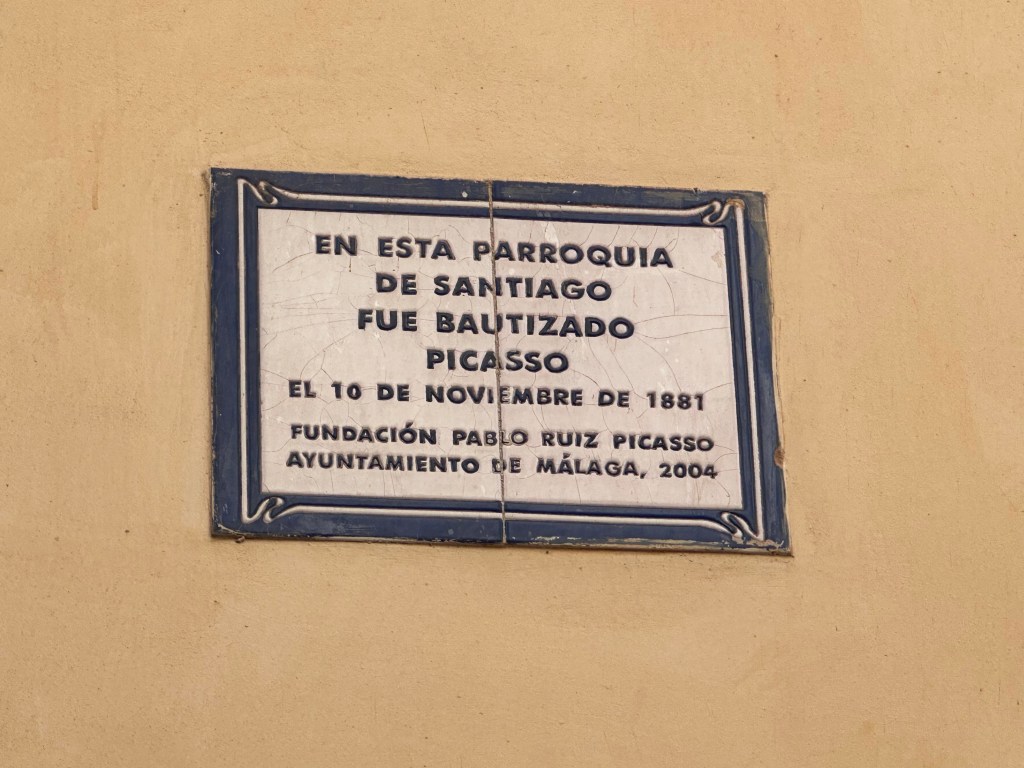 EN ESTA PARROQUIA
DE SANTIAGO
FUE BAUTIZADO
PICASSO
EL 10 DE NOVIEMBRE DE 1881
FUNDACIÓN PABLO RUIZ PICASSO
AYUNTAMIENTO DE MÁLAGA, 2004